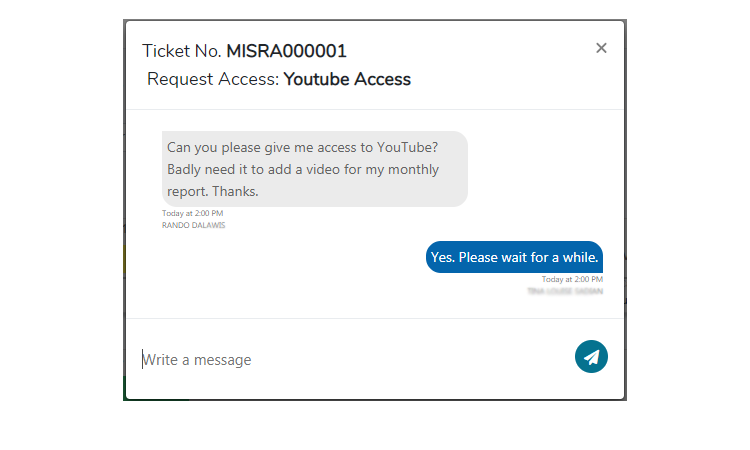 Ticket No. MISRA000001
×
Request Access: Youtube Access
Can you please give me access to YouTube?
Badly need it to add a video for my monthly
report. Thanks.
Today at 2:00 PM
RANDO DALAWIS
Yes. Please wait for a while.
Today at 2:00 PM
Write a message